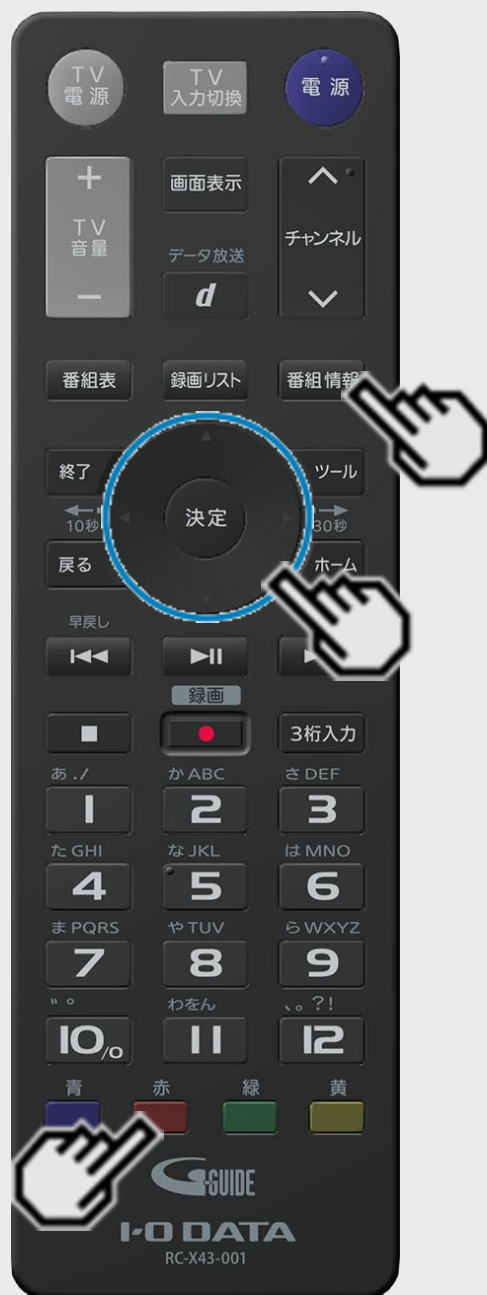 TV
電源
TV
入力切換
電源
+
TV
音量
−
画面表示
データ放送
d
チャンネル
番組表
録画リスト
番組情報
終了
ツール
10秒
決定
30秒
戻る
ホーム
早戻し
録画
3桁入力
あ./
か ABC
さ DEF
1
2
3
た GHI
な JKL
は MNO
4
5
6
ま PQRS
や TUV
ら WXYZ
7
8
9
゛゜
わをん
、。?!
10/0
11
12
青
赤
緑
黄
G-GUIDE
I-O DATA
RC-X43-001